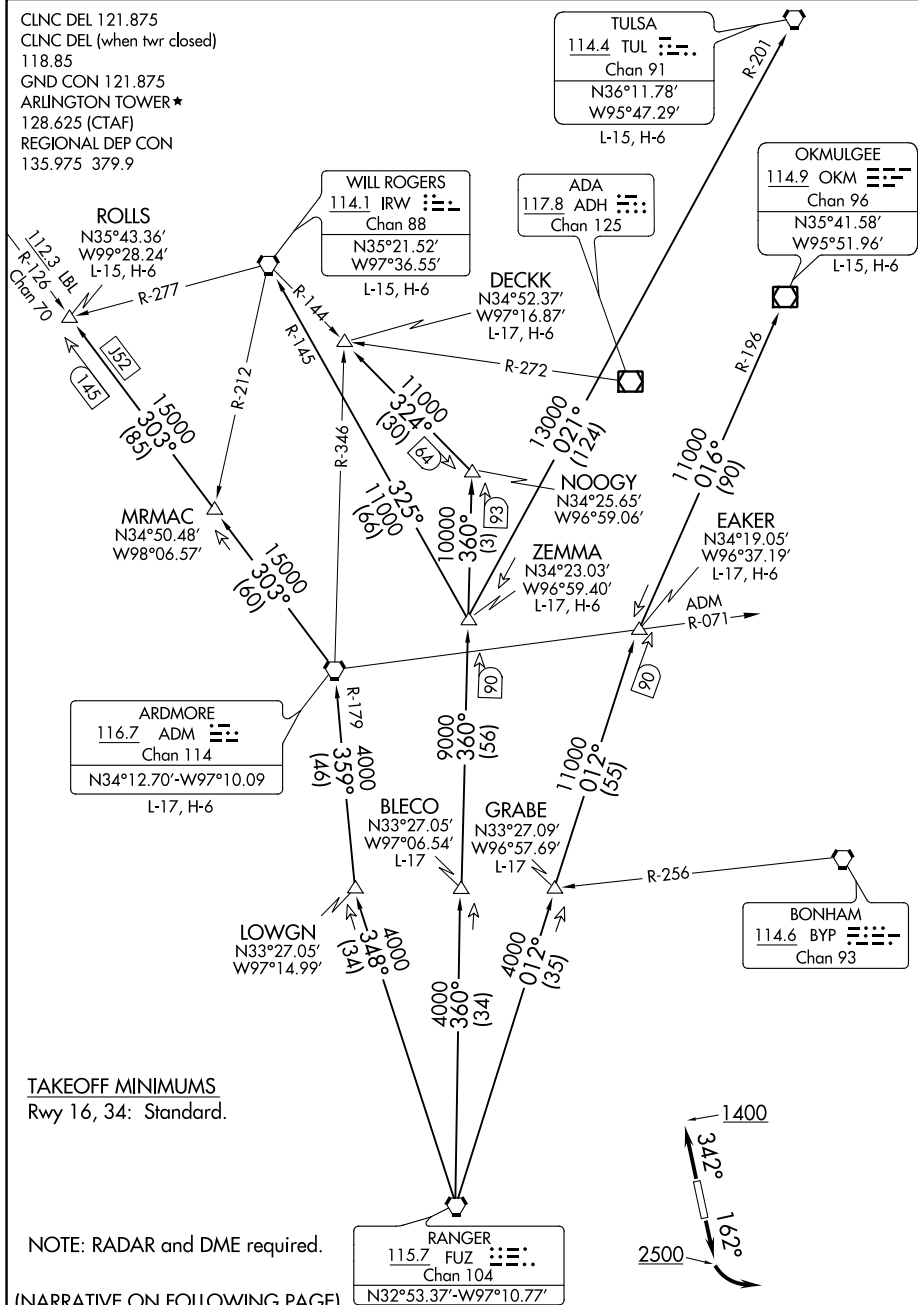 CLNC DEL 121.875
CLNC DEL (when twr closed)
118.85
GND CON 121.875
ARLINGTON TOWER★
128.625 (CTAF)
REGIONAL DEP CON
135.975 379.9
TULSA
114.4 TUL
Chan 91
N36°11.78'
W95°47.29'
L-15, H-6
R-201
OKMULGEE
114.9 OKM
Chan 96
N35°41.58'
W95°51.96'
L-15, H-6
R-196
WILL ROGERS
114.1 IRW
Chan 88
N35°21.52'
W97°36.55'
L-15, H-6
ADA
117.8 ADH
Chan 125
ROLLS
N35°43.36'
W99°28.24'
L-15, H-6
112.3 LBL
R-126
Chan 70
R-277
R-144
R-145
R-212
R-346
R-272
DECKK
N34°52.37'
W97°16.87'
L-17, H-6
J52
145
15000
303°
(85)
11000
324°
(30)
64
325°
11000
(66)
13000
021°
(124)
11000
016°
(90)
NOOGY
N34°25.65'
W96°59.06'
93
10000
360°
(3)
MRMAC
N34°50.48'
W98°06.57'
15000
303°
(60)
ZEMMA
N34°23.03'
W96°59.40'
L-17, H-6
EAKER
N34°19.05'
W96°37.19'
L-17, H-6
ADM
R-071
90
90
ARDMORE
116.7 ADM
Chan 114
N34°12.70'-W97°10.09
L-17, H-6
R-179
4000
359°
(46)
9000
360°
(56)
11000
012°
(55)
BLECO
N33°27.05'
W97°06.54'
L-17
GRABE
N33°27.09'
W96°57.69'
L-17
R-256
BONHAM
114.6 BYP
Chan 93
LOWGN
N33°27.05'
W97°14.99'
4000
348°
(34)
4000
360°
(34)
4000
012°
(35)
TAKEOFF MINIMUMS
Rwy 16, 34: Standard.
1400
342°
162°
2500
NOTE: RADAR and DME required.
RANGER
115.7 FUZ
Chan 104
N32°53.37'-W97°10.77'
(NARRATIVE ON FOLLOWING PAGE)